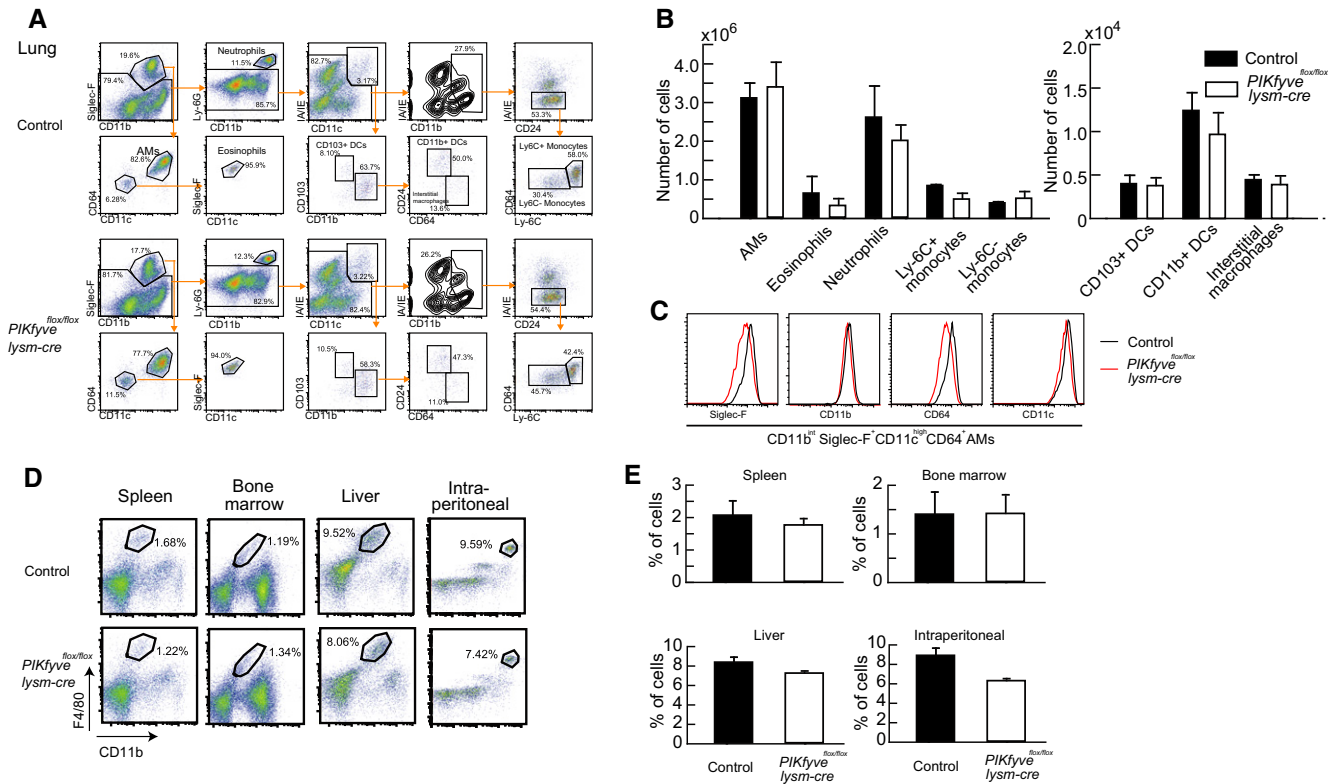 A
Lung
Control
19.6%
79.4%
Siglec-F
CD11b
Neutrophils
11.5%
85.7%
Ly-6G
CD11b
82.7%
3.17%
IA/IE
CD11c
27.9%
IA/IE
CD11b
53.3%
IA/IE
CD24
AMs
82.6%
6.28%
CD64
CD11c
Eosinophils
95.9%
Siglec-F
CD11b
CD103+ DCs
8.10%
63.7%
CD103
CD11b
CD11b+ DCs
50.0%
Interstitial
macrophages
13.6%
CD24
CD64
Ly6C+ Monocytes
58.0%
30.4%
Ly6C- Monocytes
CD64
Ly-6C
PIKfyve flox/flox
lysm-cre
17.7%
81.7%
Siglec-F
CD11b
12.3%
82.9%
Ly-6G
CD11b
3.22%
82.4%
IA/IE
CD11c
26.2%
IA/IE
CD11b
54.4%
IA/IE
CD24
77.7%
11.5%
CD64
CD11c
94.0%
Siglec-F
CD11b
10.5%
58.3%
CD103
CD11b
47.3%
11.0%
CD24
CD64
42.4%
45.7%
CD64
Ly-6C
B
x10⁶
Number of cells
4.0
3.0
2.0
1.0
0
AMs
Eosinophils
Neutrophils
Ly-6C+
monocytes
Ly-6C-
monocytes
x10⁴
Number of cells
2.0
1.5
1.0
0.5
0
CD103+ DCs
CD11b+ DCs
Interstitial
macrophages
Control
PIKfyve flox/flox
lysm-cre
C
Siglec-F
CD11b
CD64
CD11c
Control
PIKfyve flox/flox
lysm-cre
CD11b int Siglec-F+CD11c high CD64+AMs
D
Spleen
Bone
marrow
Liver
Intra-
peritoneal
Control
1.68%
1.19%
9.52%
9.59%
PIKfyve flox/flox
lysm-cre
1.22%
1.34%
8.06%
7.42%
F4/80
CD11b
E
Spleen
% of cells
3
2
1
0
Bone marrow
% of cells
2
1
0
Liver
% of cells
10
8
6
4
2
0
Control
PIKfyve flox/flox
lysm-cre
Intraperitoneal
% of cells
10
8
6
4
2
0
Control
PIKfyve flox/flox
lysm-cre